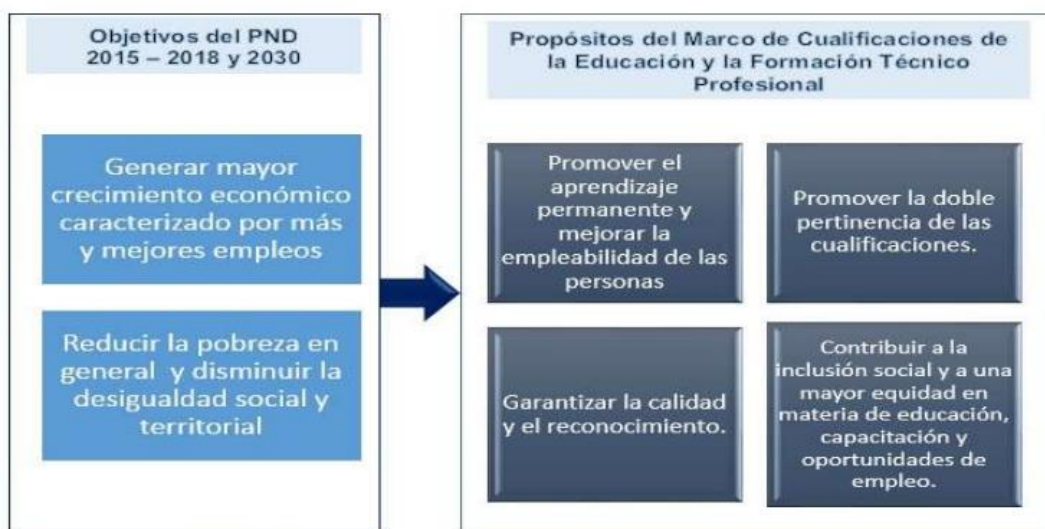 Objetivos del PND
2015 – 2018 y 2030
Generar mayor
crecimiento económico
caracterizado por más
y mejores empleos
Reducir la pobreza en
general y disminuir la
desigualdad social y
territorial
Propósitos del Marco de Cualificaciones de
la Educación y la Formación Técnico
Profesional
Promover el
aprendizaje
permanente y
mejorar la
empleabilidad de las
personas
Promover la doble
pertinencia de las
cualificaciones.
Garantizar la calidad
y el reconocimiento.
Contribuir a la
inclusión social y a una
mayor equidad en
materia de educación,
capacitación y
oportunidades de
empleo.